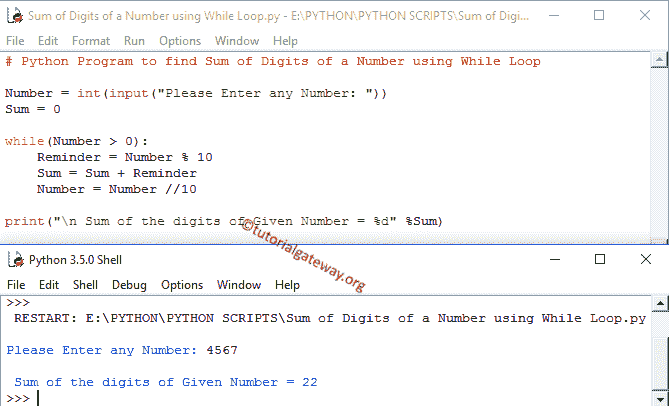 Sum of Digits of a Number using While Loop.py - E:\PYTHON\PYTHON SCRIPTS\Sum of Digi...
File Edit Format Run Options Window Help
# Python Program to find Sum of Digits of a Number using While Loop
Number = int(input("Please Enter any Number: "))
Sum = 0
while(Number > 0):
    Reminder = Number % 10
    Sum = Sum + Reminder
    Number = Number //10
print("\n Sum of the digits of Given Number = %d" %Sum)
©tutorialgateway.org
Python 3.5.0 Shell
File Edit Shell Debug Options Window Help
>>>
 RESTART: E:\PYTHON\PYTHON SCRIPTS\Sum of Digits of a Number using While Loop.py
Please Enter any Number: 4567
 Sum of the digits of Given Number = 22
>>>